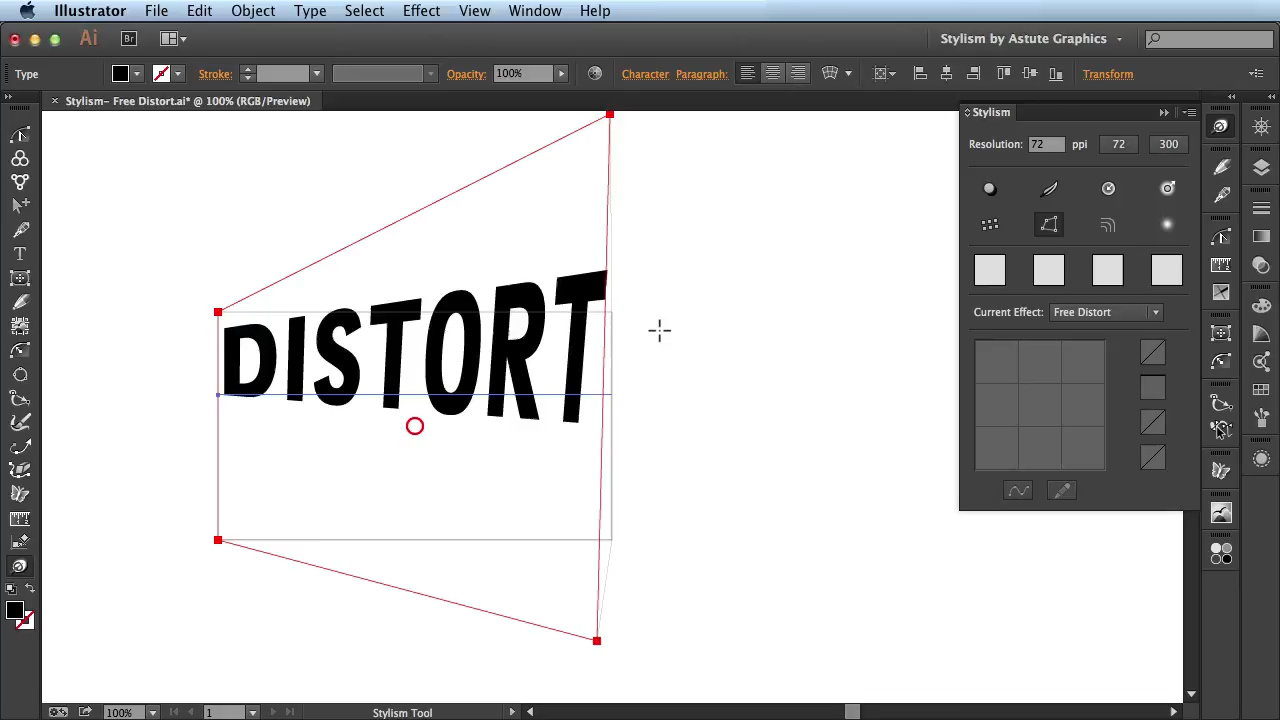 Illustrator File Edit Object Type Select Effect View Window Help
Ai Br Stylism by Astute Graphics
Type Stroke: Opacity: 100% Character Paragraph: Transform
× Stylism- Free Distort.ai* @ 100% (RGB/Preview)
Stylism
Resolution: 72 ppi 72 300
Current Effect: Free Distort
DISTORT
T
100% 1 Stylism Tool